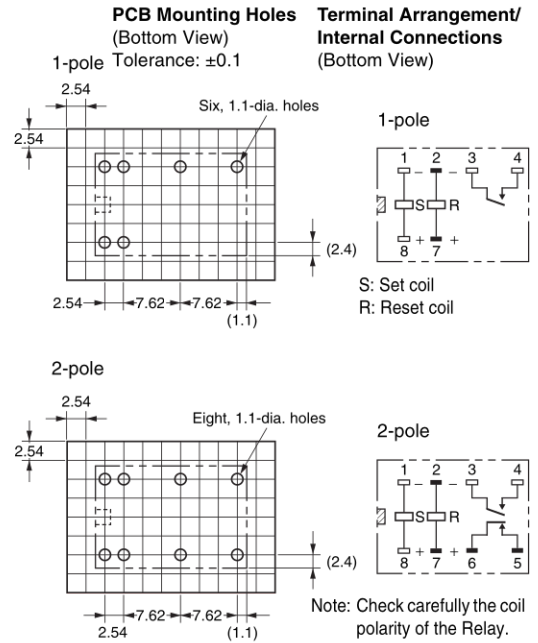 PCB Mounting Holes
(Bottom View)
Tolerance: ±0.1
Terminal Arrangement/
Internal Connections
(Bottom View)
1-pole
2.54
2.54
Six, 1.1-dia. holes
(2.4)
2.54 7.62 7.62
(1.1)
1-pole
1 2 3 4
- -
S R
+ +
8 7
S: Set coil
R: Reset coil
2-pole
2.54
2.54
Eight, 1.1-dia. holes
(2.4)
7.62 7.62
2.54 (1.1)
2-pole
1 2 3 4
- -
S R
+ +
8 7 6 5
Note: Check carefully the coil
polarity of the Relay.